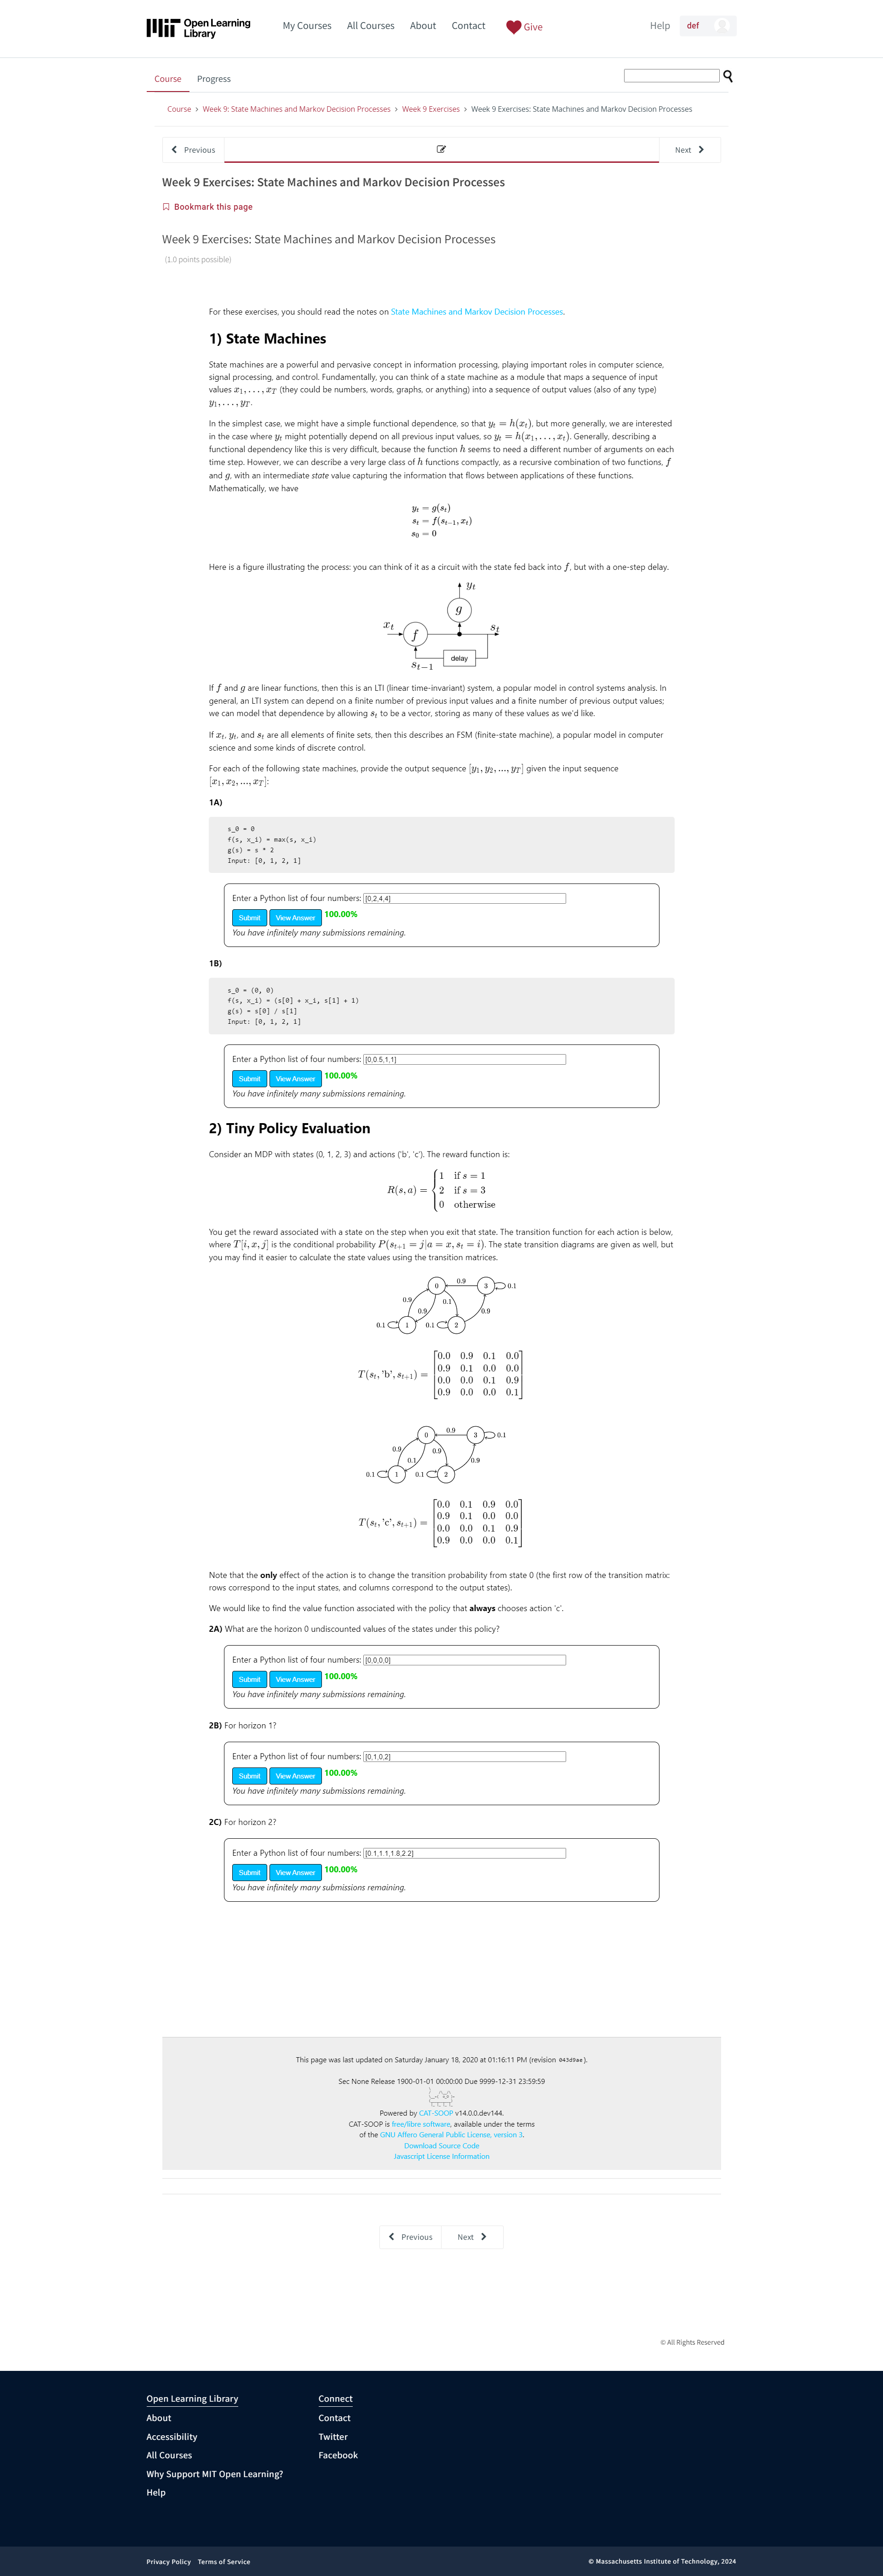 MIT Open Learning Library
My Courses All Courses About Contact Give
Help def
Course Progress
Course > Week 9: State Machines and Markov Decision Processes > Week 9 Exercises > Week 9 Exercises: State Machines and Markov Decision Processes
Previous Next
Week 9 Exercises: State Machines and Markov Decision Processes
Bookmark this page
Week 9 Exercises: State Machines and Markov Decision Processes
(1.0 points possible)
For these exercises, you should read the notes on State Machines and Markov Decision Processes.
1) State Machines
State machines are a powerful and pervasive concept in information processing, playing important roles in computer science,
signal processing, and control. Fundamentally, you can think of a state machine as a module that maps a sequence of input
values x_1, ..., x_T (they could be numbers, words, graphs, or anything) into a sequence of output values (also of any type)
y_1, ..., y_T.
In the simplest case, we might have a simple functional dependence, so that y_t = h(x_t), but more generally, we are interested
in the case where y_t might potentially depend on all previous input values, so y_t = h(x_1, ..., x_t). Generally, describing a
functional dependency like this is very difficult, because the function h seems to need a different number of arguments on each
time step. However, we can describe a very large class of h functions compactly, as a recursive combination of two functions, f
and g, with an intermediate state value capturing the information that flows between applications of these functions.
Mathematically, we have
y_t = g(s_t)
s_t = f(s_{t-1}, x_t)
s_0 = 0
Here is a figure illustrating the process: you can think of it as a circuit with the state fed back into f, but with a one-step delay.
y_t
g
x_t f s_t
delay
s_{t-1}
If f and g are linear functions, then this is an LTI (linear time-invariant) system, a popular model in control systems analysis. In
general, an LTI system can depend on a finite number of previous input values and a finite number of previous output values;
we can model that dependence by allowing s_t to be a vector, storing as many of these values as we'd like.
If x_t, y_t, and s_t are all elements of finite sets, then this describes an FSM (finite-state machine), a popular model in computer
science and some kinds of discrete control.
For each of the following state machines, provide the output sequence [y_1, y_2, ..., y_T] given the input sequence
[x_1, x_2, ..., x_T]:
1A)
s_0 = 0
f(s, x_i) = max(s, x_i)
g(s) = s * 2
Input: [0, 1, 2, 1]
Enter a Python list of four numbers: [0,2,4,4]
Submit View Answer 100.00%
You have infinitely many submissions remaining.
1B)
s_0 = (0, 0)
f(s, x_i) = (s[0] + x_i, s[1] + 1)
g(s) = s[0] / s[1]
Input: [0, 1, 2, 1]
Enter a Python list of four numbers: [0,0.5,1,1]
Submit View Answer 100.00%
You have infinitely many submissions remaining.
2) Tiny Policy Evaluation
Consider an MDP with states (0, 1, 2, 3) and actions ('b', 'c'). The reward function is:
R(s, a) = { 1 if s = 1
2 if s = 3
0 otherwise
You get the reward associated with a state on the step when you exit that state. The transition function for each action is below,
where T[i, x, j] is the conditional probability P(s_{t+1} = j|a = x, s_t = i). The state transition diagrams are given as well, but
you may find it easier to calculate the state values using the transition matrices.
0 0.9 3 0.1
0.9 0.9 0.1 0.9
0.1 1 0.1 2
T(s_t, 'b', s_{t+1}) =
0.0 0.9 0.1 0.0
0.9 0.1 0.0 0.0
0.0 0.0 0.1 0.9
0.9 0.0 0.0 0.1
0 0.9 3 0.1
0.9 0.1 0.9 0.9
0.1 1 0.1 2
T(s_t, 'c', s_{t+1}) =
0.0 0.1 0.9 0.0
0.9 0.1 0.0 0.0
0.0 0.0 0.1 0.9
0.9 0.0 0.0 0.1
Note that the only effect of the action is to change the transition probability from state 0 (the first row of the transition matrix:
rows correspond to the input states, and columns correspond to the output states).
We would like to find the value function associated with the policy that always chooses action 'c'.
2A) What are the horizon 0 undiscounted values of the states under this policy?
Enter a Python list of four numbers: [0,0,0,0]
Submit View Answer 100.00%
You have infinitely many submissions remaining.
2B) For horizon 1?
Enter a Python list of four numbers: [0,1,0,2]
Submit View Answer 100.00%
You have infinitely many submissions remaining.
2C) For horizon 2?
Enter a Python list of four numbers: [0.1,1.1,1.8,2.2]
Submit View Answer 100.00%
You have infinitely many submissions remaining.
This page was last updated on Saturday January 18, 2020 at 01:16:11 PM (revision 043d9ae).
Sec None Release 1900-01-01 00:00:00 Due 9999-12-31 23:59:59
Powered by CAT-SOOP v14.0.0.dev144.
CAT-SOOP is free/libre software, available under the terms
of the GNU Affero General Public License, version 3.
Download Source Code
Javascript License Information
Previous Next
© All Rights Reserved
Open Learning Library Connect
About Contact
Accessibility Twitter
All Courses Facebook
Why Support MIT Open Learning?
Help
Privacy Policy Terms of Service © Massachusetts Institute of Technology, 2024